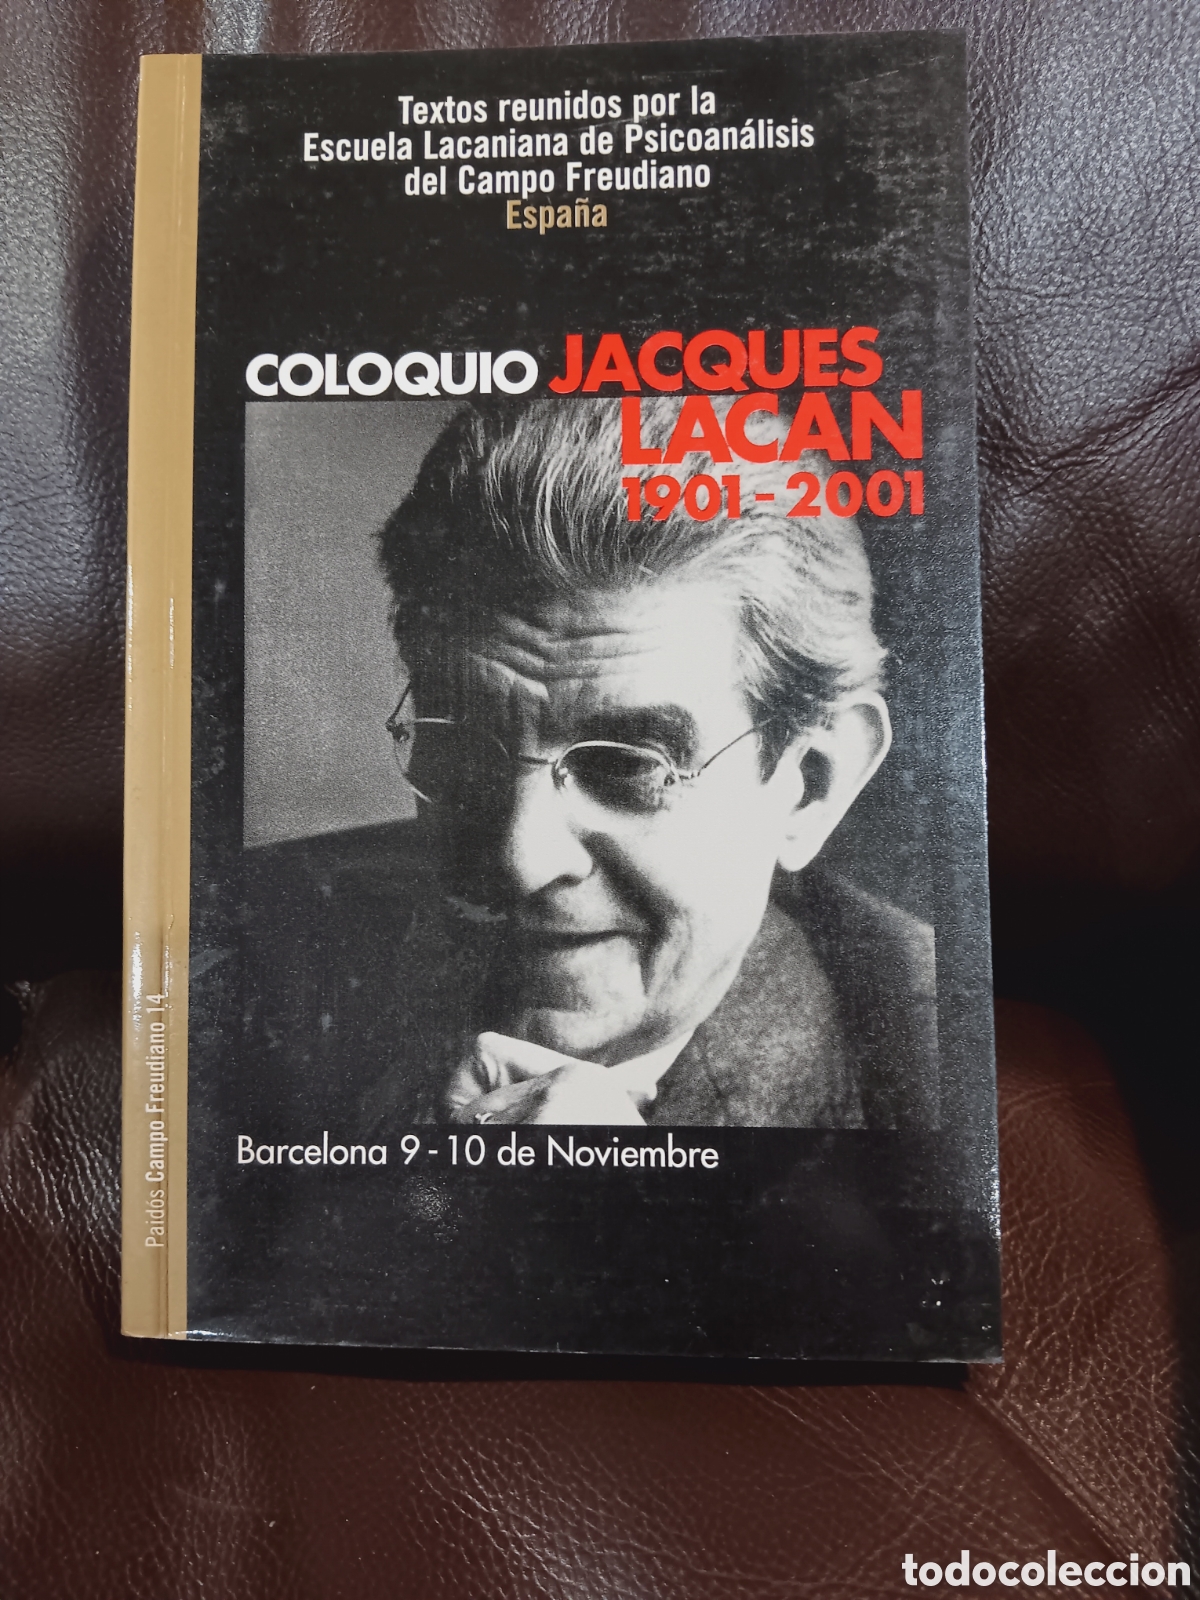 Textos reunidos por la
Escuela Lacaniana de Psicoanálisis
del Campo Freudiano
España
COLOQUIO JACQUES
LACAN
1901-2001
Barcelona 9-10 de Noviembre
Paidós Campo Freudiano 14
todocoleccion